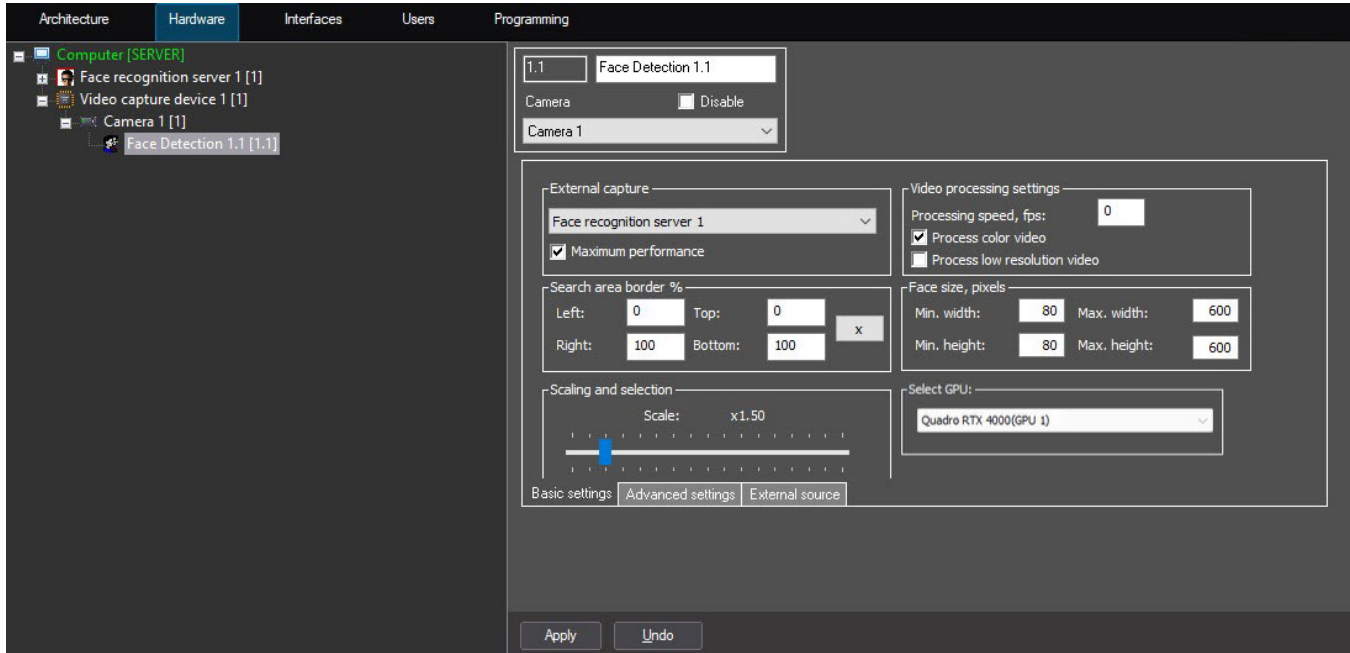 Architecture Hardware Interfaces Users Programming
Computer [SERVER]
Face recognition server 1 [1]
Video capture device 1 [1]
Camera 1 [1]
Face Detection 1.1 [1.1]
1.1 Face Detection 1.1
Camera Disable
Camera 1
External capture
Face recognition server 1
Maximum performance
Video processing settings
Processing speed, fps: 0
Process color video
Process low resolution video
Search area border %
Left: 0 Top: 0
x
Right: 100 Bottom: 100
Face size, pixels
Min. width: 80 Max. width: 600
Min. height: 80 Max. height: 600
Scaling and selection
Scale: x1.50
Select GPU:
Quadro RTX 4000(GPU 1)
Basic settings Advanced settings External source
Apply Undo